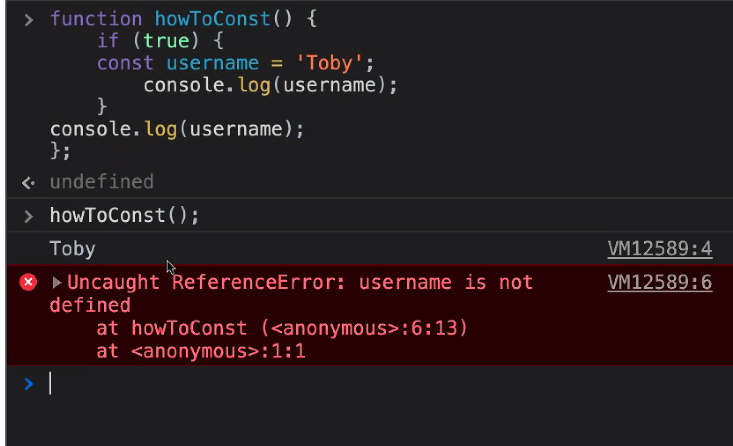 function howToConst() {
    if (true) {
    const username = 'Toby';
        console.log(username);
    }
console.log(username);
};
undefined
howToConst();
Toby VM12589:4
Uncaught ReferenceError: username is not VM12589:6
defined
    at howToConst (<anonymous>:6:13)
    at <anonymous>:1:1